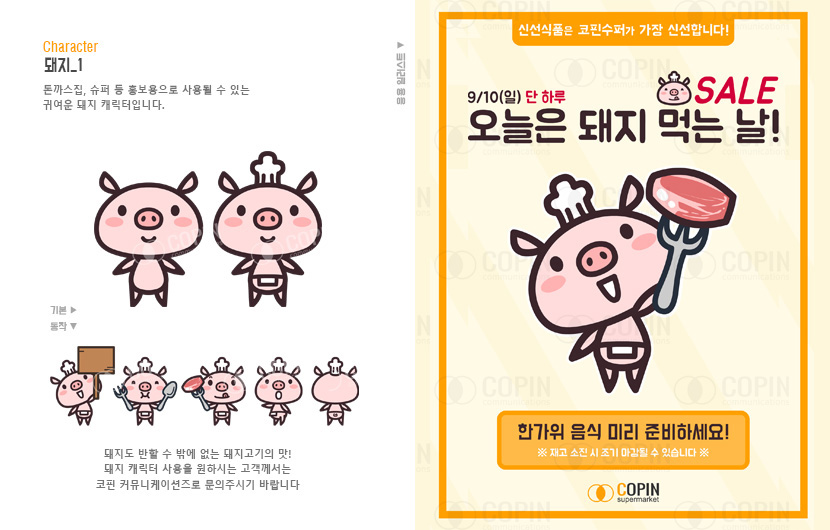 Character
돼지_1
돈까스집, 슈퍼 등 홍보용으로 사용될 수 있는
귀여운 돼지 캐릭터입니다.
기본 ▶
동작 ▼
돼지도 반할 수 밖에 없는 돼지고기의 맛!
돼지 캐릭터 사용을 원하시는 고객께서는
코핀 커뮤니케이션즈로 문의주시기 바랍니다
응용 일러스트 ▶
신선식품은 코핀수퍼가 가장 신선합니다!
9/10(일) 단 하루
SALE
오늘은 돼지 먹는 날!
한가위 음식 미리 준비하세요!
※ 재고 소진 시 조기 마감될 수 있습니다 ※
COPIN
supermarket
COPIN
COPIN
COPIN
COPIN
COPIN
COPIN
COPIN